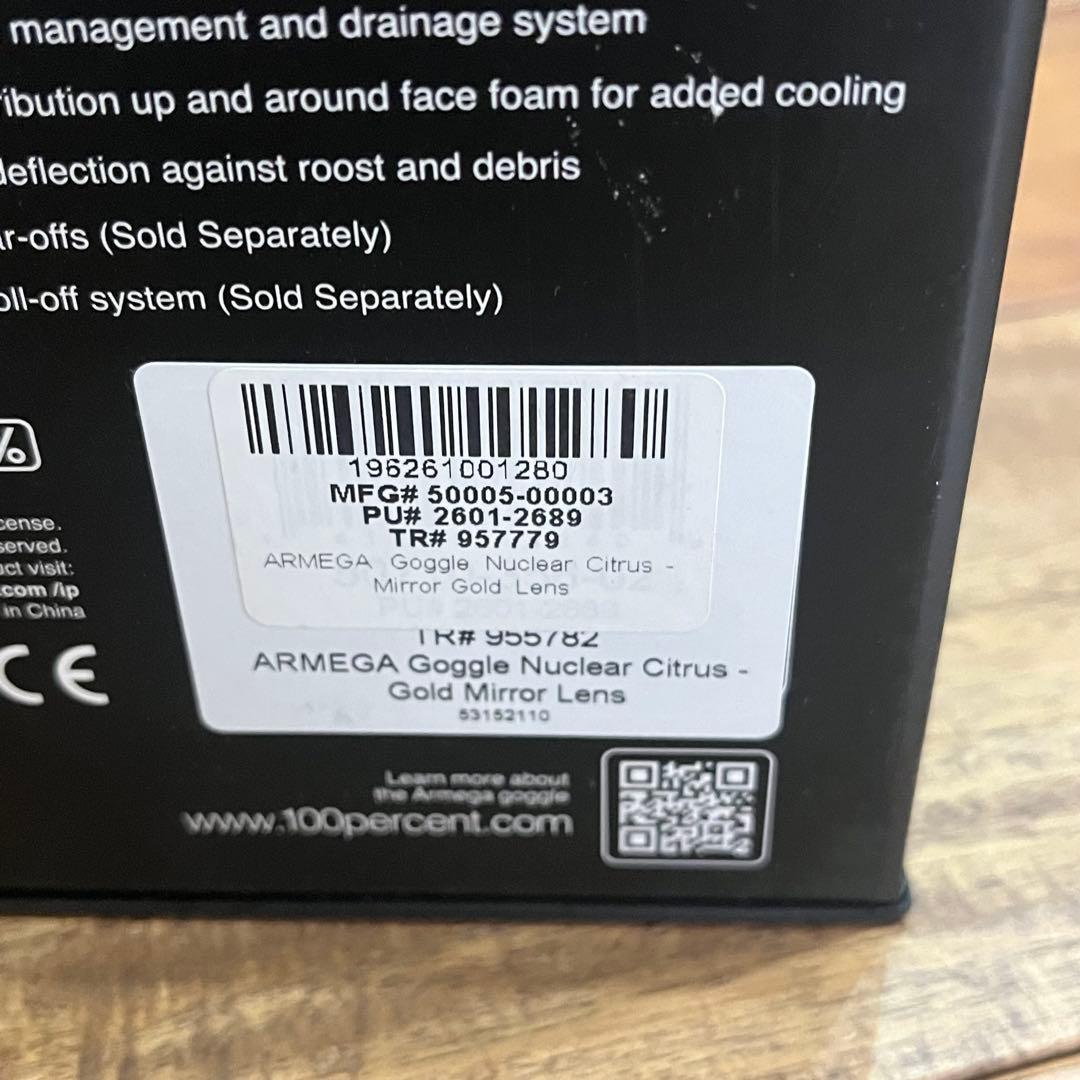 management and drainage system
ribution up and around face foam for added cooling
deflection against roost and debris
r-offs (Sold Separately)
oll-off system (Sold Separately)
%
cense.
served.
uct visit:
.com /ip
in China
CE
196261001280
MFG# 50005-00003
PU# 2601-2689
TR# 957779
ARMEGA Goggle Nuclear Citrus -
Mirror Gold Lens
TR# 955782
ARMEGA Goggle Nuclear Citrus -
Gold Mirror Lens
53152110
Learn more about
the Armega goggle
www.100percent.com